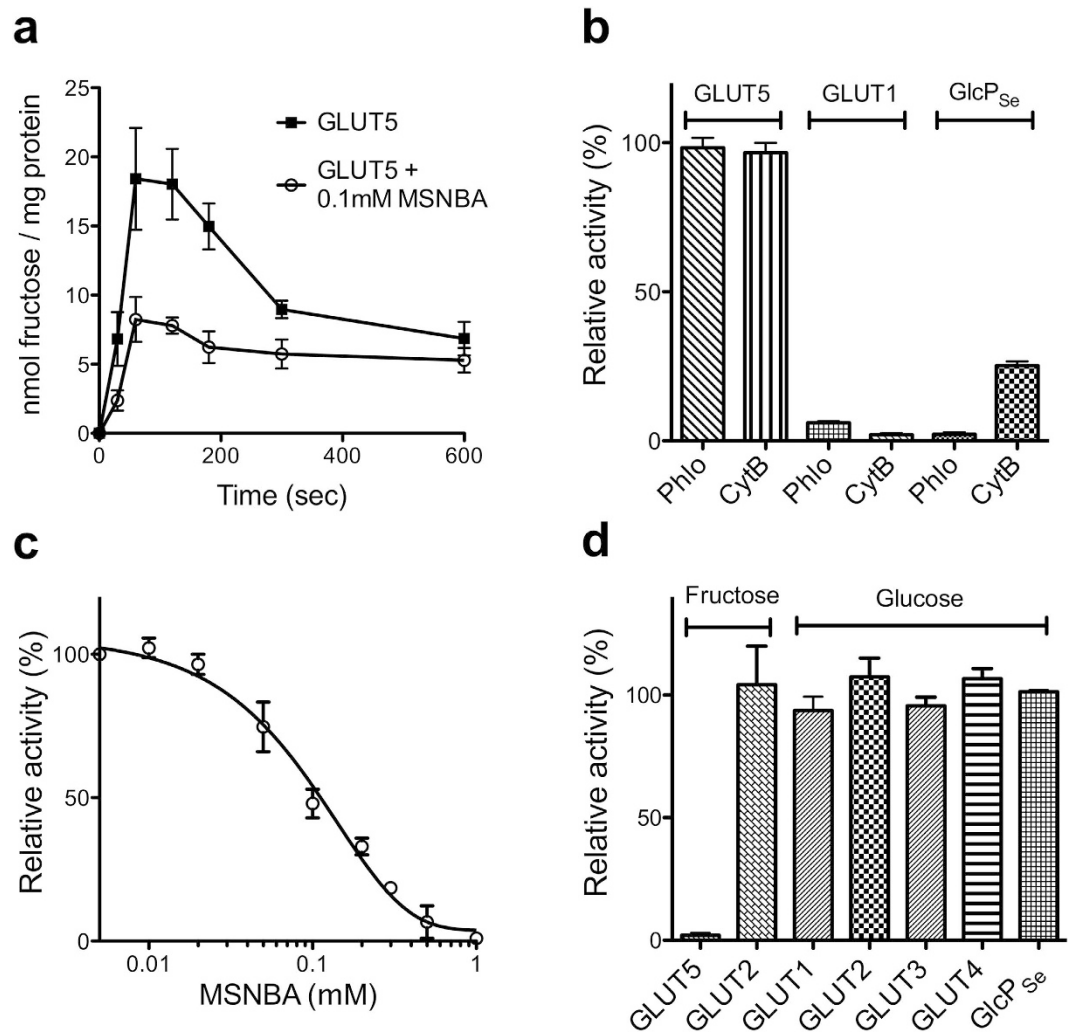 a
25
20
15
10
5
0
0 200 400 600
nmol fructose / mg protein
Time (sec)
GLUT5
GLUT5 +
0.1mM MSNBA
b
GLUT5 GLUT1 GlcPSe
100
50
0
Relative activity (%)
Phlo CytB Phlo CytB Phlo CytB
c
100
50
0
Relative activity (%)
0.01 0.1 1
MSNBA (mM)
d
Fructose Glucose
100
50
0
Relative activity (%)
GLUT5 GLUT2 GLUT1 GLUT2 GLUT3 GLUT4 GlcPSe